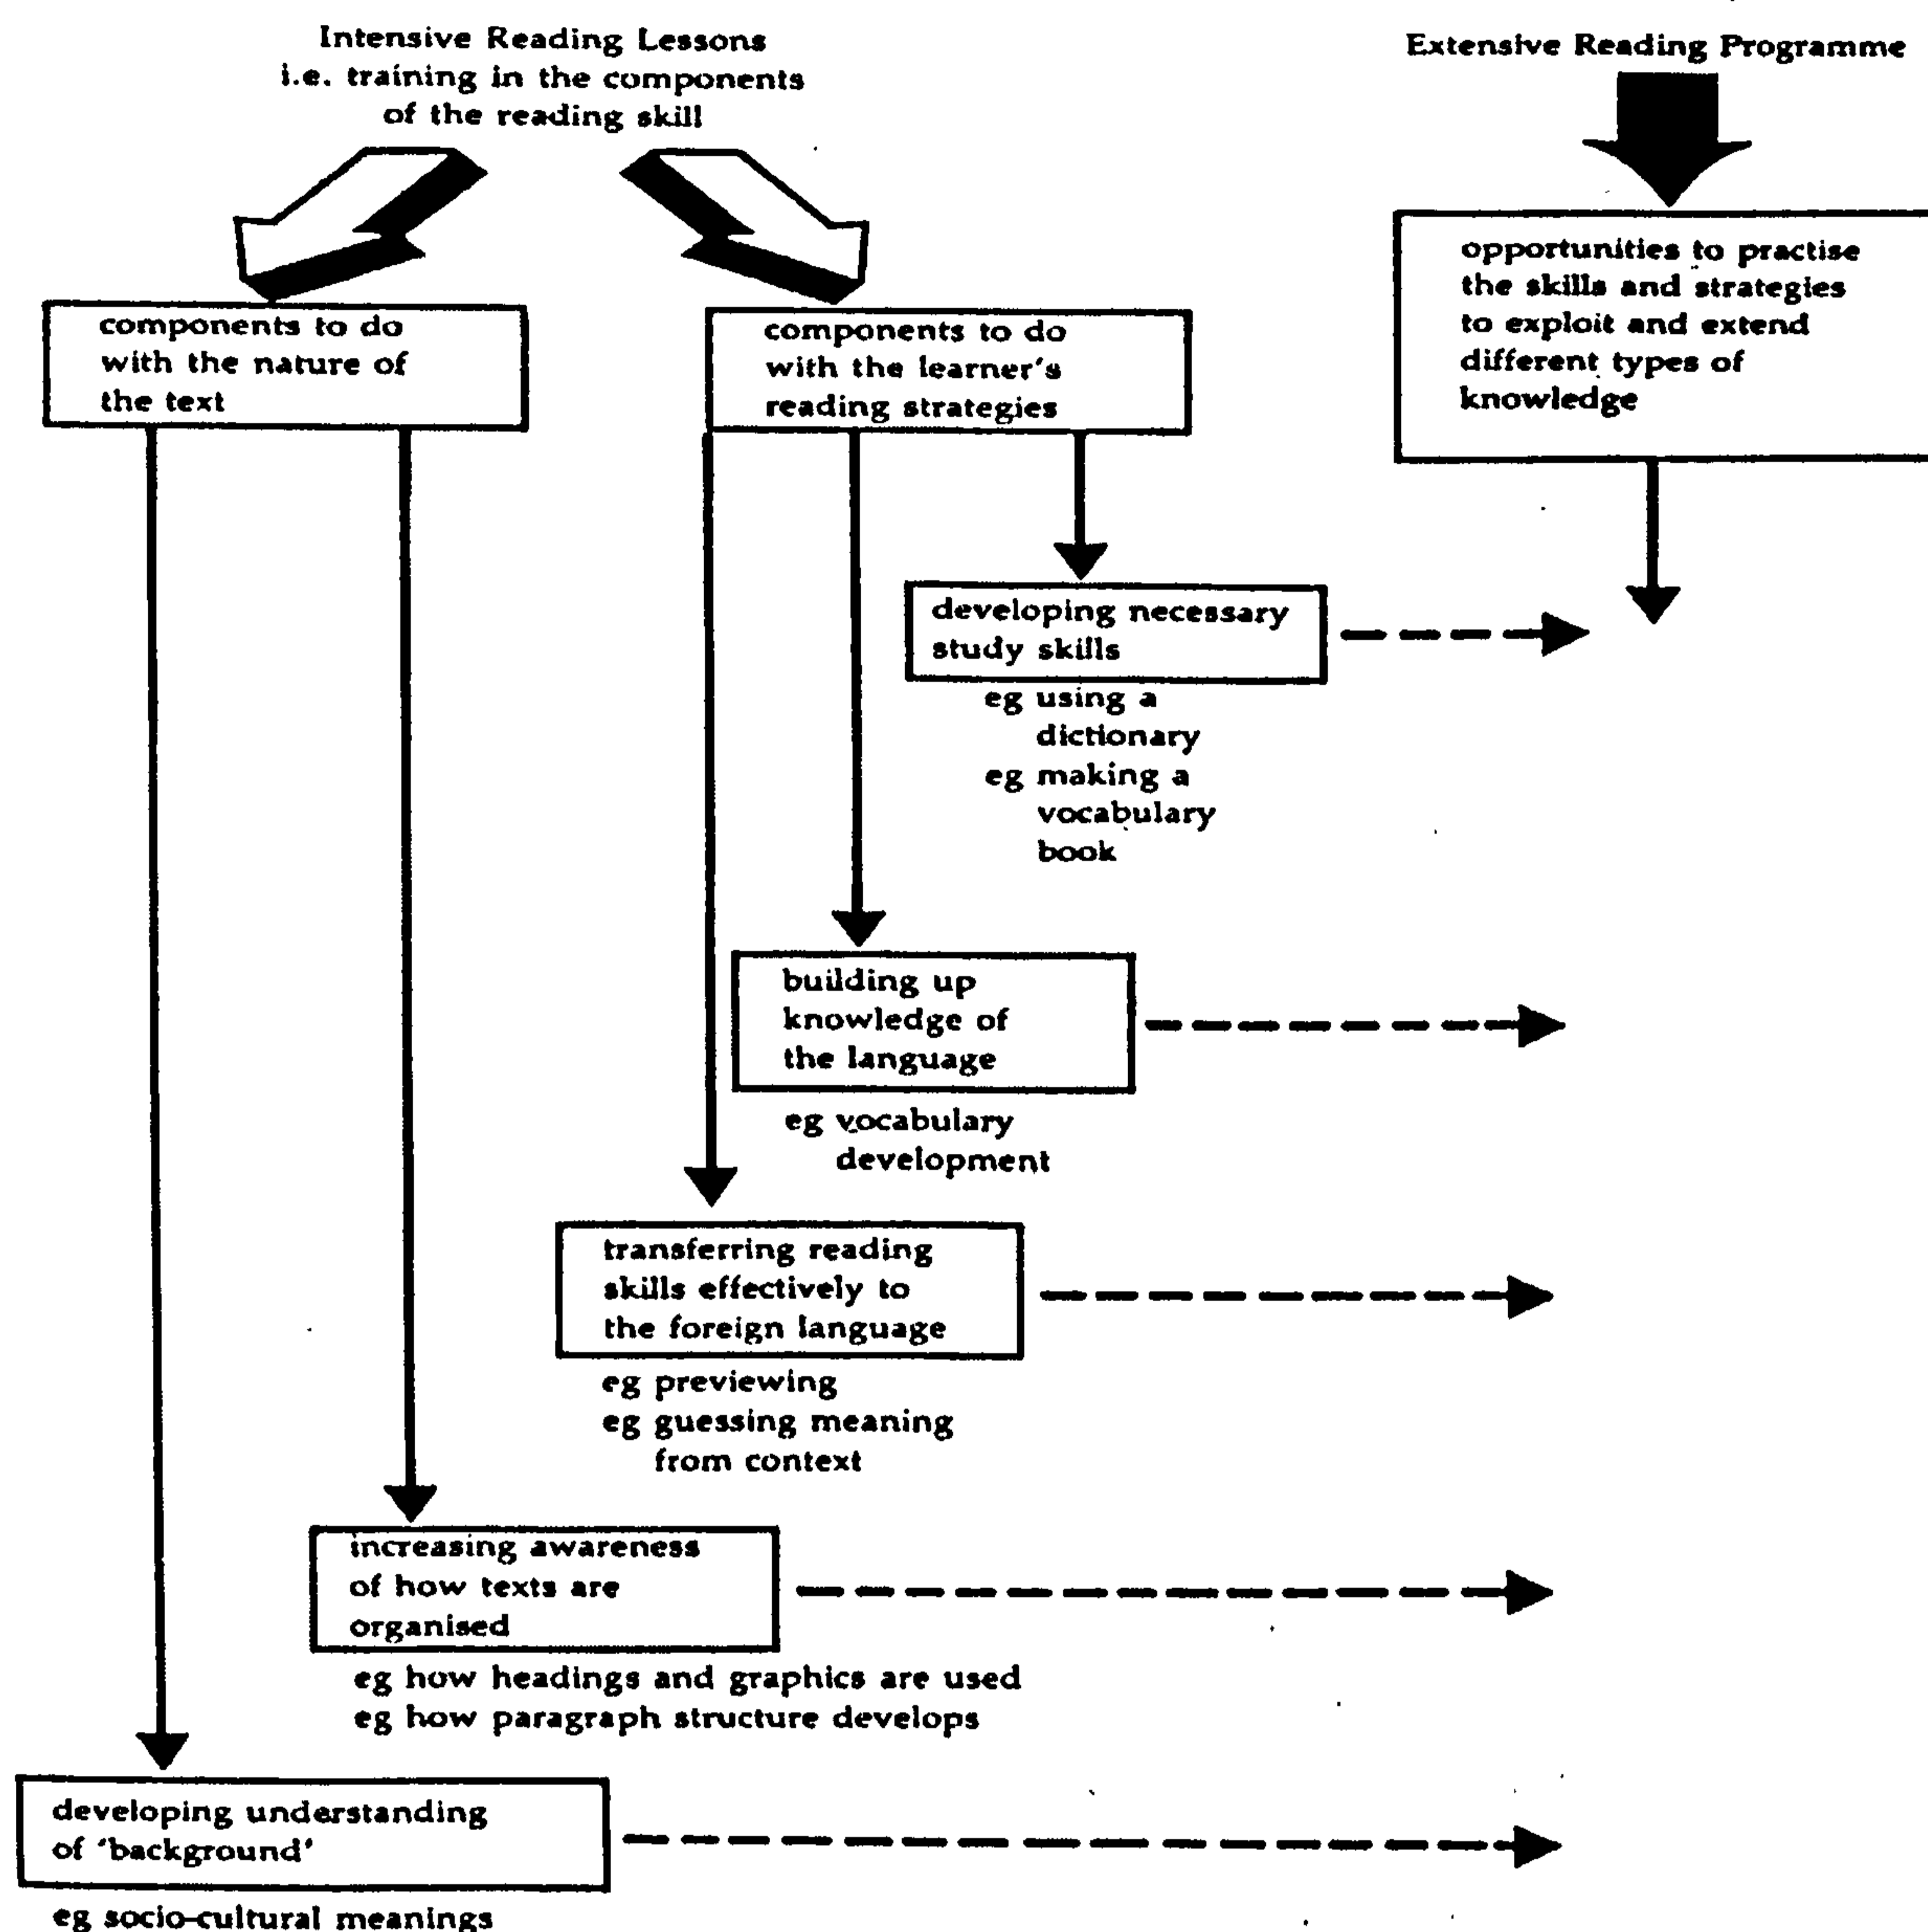 Intensive Reading Lessons
i.e. training in the components
of the reading skill
Extensive Reading Programme
components to do
with the nature of
the text
components to do
with the learner's
reading strategies
opportunities to practise
the skills and strategies
to exploit and extend
different types of
knowledge
developing necessary
study skills
eg using a
dictionary
eg making a
vocabulary
book
building up
knowledge of
the language
eg vocabulary
development
transferring reading
skills effectively to
the foreign language
eg previewing
eg guessing meaning
from context
increasing awareness
of how texts are
organised
eg how headings and graphics are used
eg how paragraph structure develops
developing understanding
of 'background'
eg socio-cultural meanings